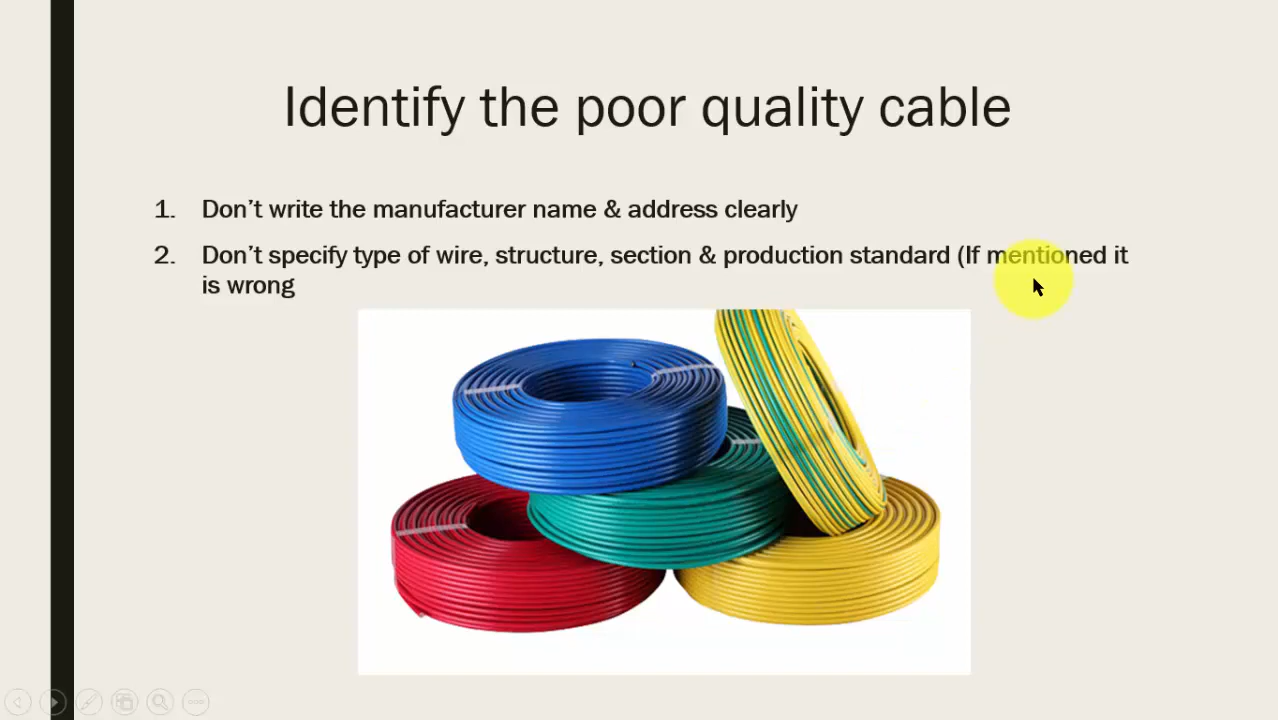 Identify the poor quality cable
1. Don’t write the manufacturer name & address clearly
2. Don’t specify type of wire, structure, section & production standard (If mentioned it
is wrong